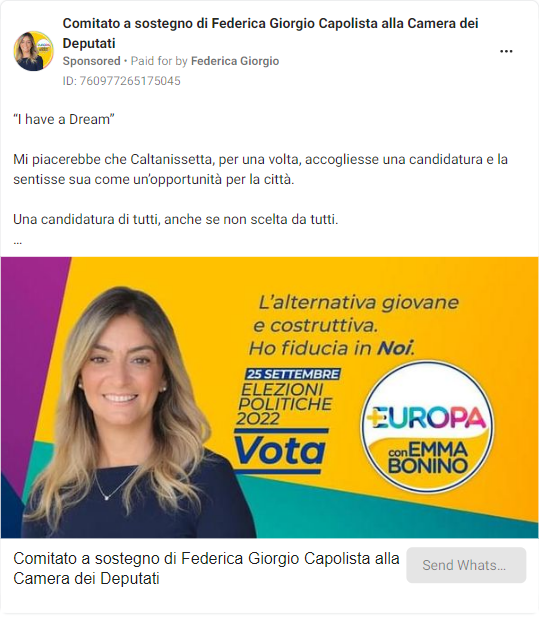 Comitato a sostegno di Federica Giorgio Capolista alla Camera dei
Deputati
Sponsored • Paid for by Federica Giorgio
ID: 760977265175045
“I have a Dream”
Mi piacerebbe che Caltanissetta, per una volta, accogliesse una candidatura e la
sentisse sua come un’opportunità per la città.
Una candidatura di tutti, anche se non scelta da tutti.
...
L’alternativa giovane
e costruttiva.
Ho fiducia in Noi.
25 SETTEMBRE
ELEZIONI
POLITICHE
2022
Vota
+EUROPA
con EMMA
BONINO
Comitato a sostegno di Federica Giorgio Capolista alla
Camera dei Deputati
Send Whats...